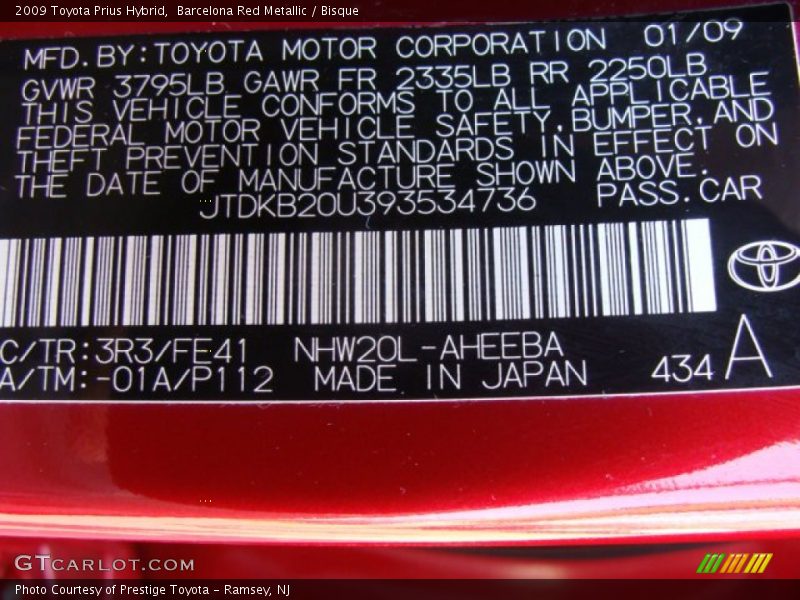 2009 Toyota Prius Hybrid,  Barcelona Red Metallic / Bisque
MFD.BY:TOYOTA MOTOR CORPORATION 01/09
GVWR 3795LB GAWR FR 2335LB RR 2250LB
THIS VEHICLE CONFORMS TO ALL APPLICABLE
FEDERAL MOTOR VEHICLE SAFETY,BUMPER,AND
THEFT PREVENTION STANDARDS IN EFFECT ON
THE DATE OF MANUFACTURE SHOWN ABOVE.
JTDKB20U393534736 PASS.CAR
C/TR:3R3/FE41 NHW20L-AHEEBA
A/TM:-01A/P112 MADE IN JAPAN 434 A
GTCARLOT.COM
Photo Courtesy of Prestige Toyota - Ramsey, NJ